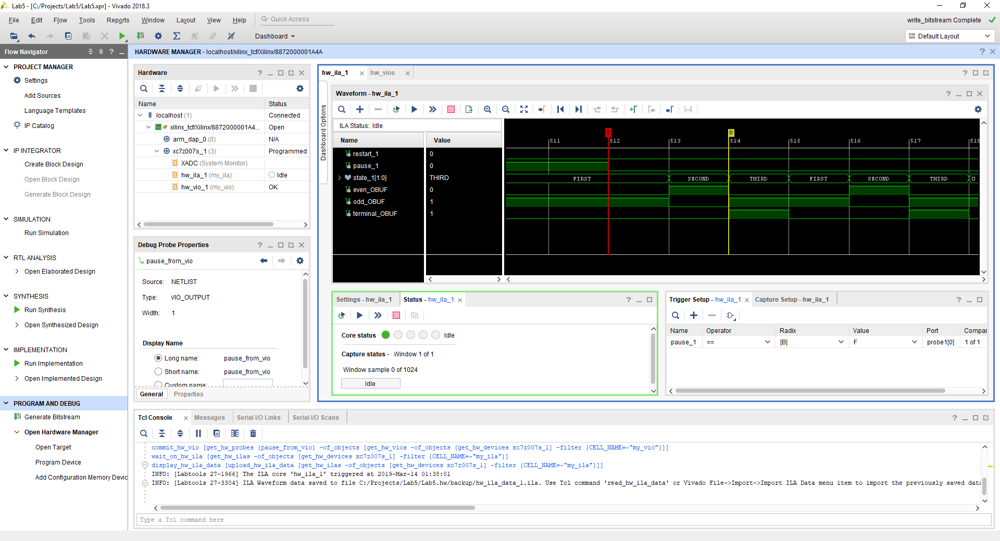 Lab5 - [C:/Projects/Lab5/Lab5.xpr] - Vivado 2018.3
File Edit Flow Tools Reports Window Layout View Help Quick Access
write_bitstream Complete
Dashboard
Default Layout
Flow Navigator
PROJECT MANAGER
Settings
Add Sources
Language Templates
IP Catalog
IP INTEGRATOR
Create Block Design
Open Block Design
Generate Block Design
SIMULATION
Run Simulation
RTL ANALYSIS
Open Elaborated Design
SYNTHESIS
Run Synthesis
Open Synthesized Design
IMPLEMENTATION
Run Implementation
Open Implemented Design
PROGRAM AND DEBUG
Generate Bitstream
Open Hardware Manager
Open Target
Program Device
Add Configuration Memory Devic
HARDWARE MANAGER - localhost/xilinx_tcf/Xilinx/8872000001A4A
Hardware
Name Status
localhost (1) Connected
xilinx_tcf/Xilinx/8872000001A4... Open
arm_dap_0 (0) N/A
xc7z007s_1 (3) Programmed
XADC (System Monitor)
hw_ila_1 (my_ila) Idle
hw_vio_1 (my_vio) OK
Debug Probe Properties
pause_from_vio
Source: NETLIST
Type: VIO_OUTPUT
Width: 1
Display Name
Long name: pause_from_vio
Short name: pause_from_vio
Custom name:
General Properties
hw_ila_1 hw_vios
Dashboard Options
Waveform - hw_ila_1
ILA Status: Idle
Name Value
restart_1 0
pause_1 0
state_1[1:0] THIRD
even_OBUF 0
odd_OBUF 1
terminal_OBUF 1
T O
511 512 513 514 515 516 517 518
FIRST SECOND THIRD FIRST SECOND THIRD
Settings - hw_ila_1 Status - hw_ila_1
Core status Idle
Capture status - Window 1 of 1
Window sample 0 of 1024
Idle
Trigger Setup - hw_ila_1 Capture Setup - hw_ila_1
Name Operator Radix Value Port Compar
pause_1 == [B] F probe1[0] 1 of 1
Tcl Console Messages Serial I/O Links Serial I/O Scans
commit_hw_vio [get_hw_probes {pause_from_vio} -of_objects [get_hw_vios -of_objects [get_hw_devices xc7z007s_1] -filter {CELL_NAME=~"my_vio"}]]
wait_on_hw_ila [get_hw_ilas -of_objects [get_hw_devices xc7z007s_1] -filter {CELL_NAME=~"my_ila"}]
display_hw_ila_data [upload_hw_ila_data [get_hw_ilas -of_objects [get_hw_devices xc7z007s_1] -filter {CELL_NAME=~"my_ila"}]]
INFO: [Labtools 27-1966] The ILA core 'hw_ila_1' triggered at 2019-Mar-14 01:38:01
INFO: [Labtools 27-3304] ILA Waveform data saved to file C:/Projects/Lab5/Lab5.hw/backup/hw_ila_data_1.ila. Use Tcl command 'read_hw_ila_data' or Vivado File->Import->Import ILA Data menu item to import the previously saved data
Type a Tcl command here